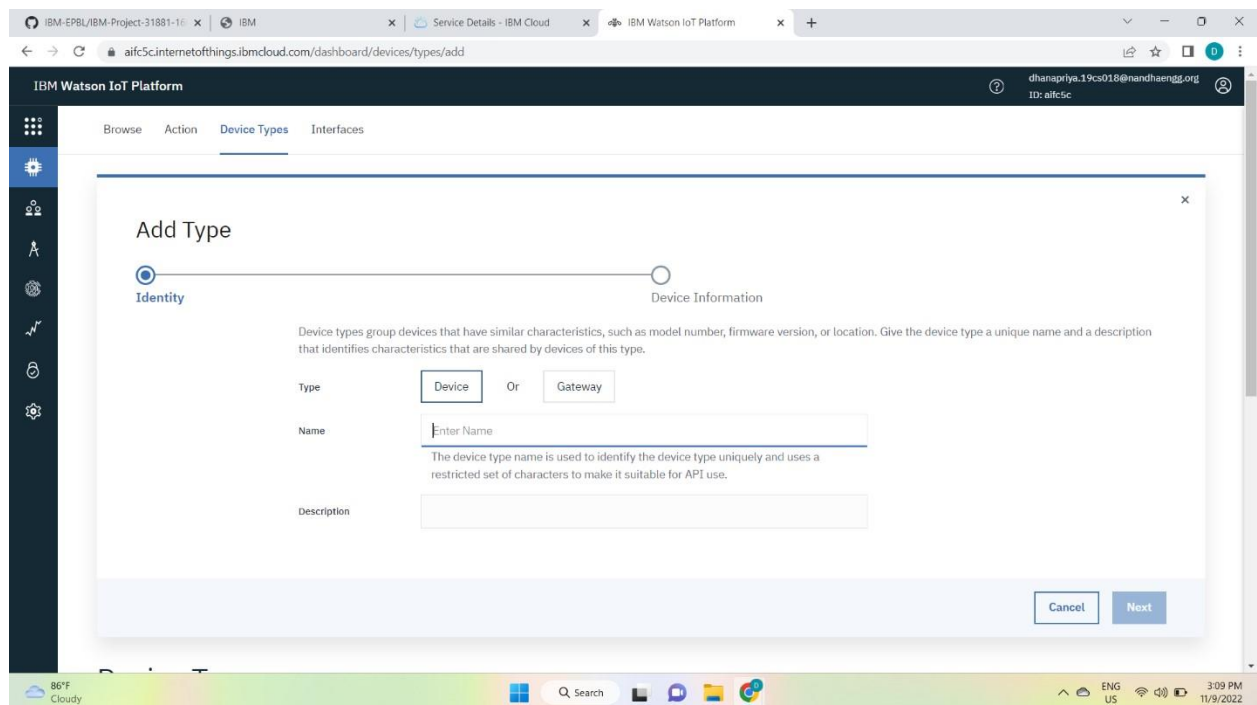 IBM-EPBL/IBM-Project-31881-16
IBM
Service Details - IBM Cloud
IBM Watson IoT Platform
aifc5c.internetofthings.ibmcloud.com/dashboard/devices/types/add
D
IBM Watson IoT Platform
dhanapriya.19cs018@nandhaengg.org
ID: aifc5c
Browse Action Device Types Interfaces
Add Type
Identity
Device Information
Device types group devices that have similar characteristics, such as model number, firmware version, or location. Give the device type a unique name and a description
that identifies characteristics that are shared by devices of this type.
Type
Device Or Gateway
Name
Enter Name
The device type name is used to identify the device type uniquely and uses a
restricted set of characters to make it suitable for API use.
Description
Cancel Next
86°F
Cloudy
Search
ENG
US
3:09 PM
11/9/2022